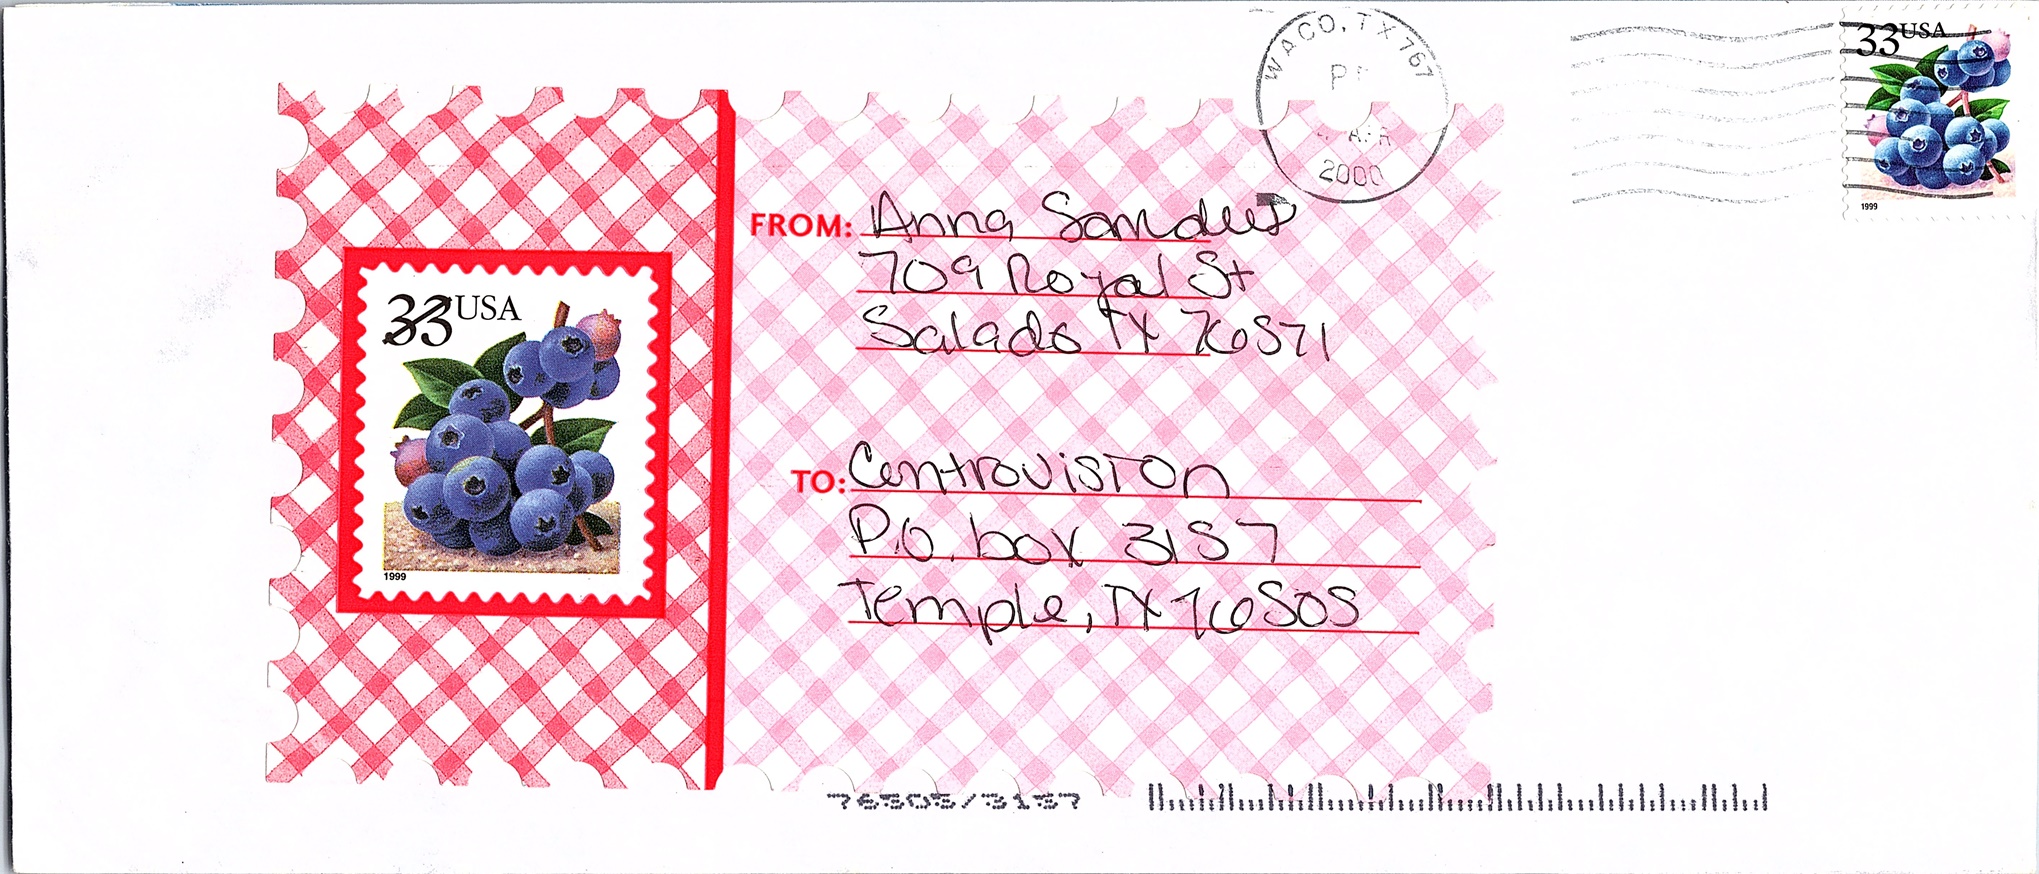 WACO, TX 767
P
APR
2000
33 USA
1999
FROM: Anna Sanders
709 Royal St
Salado TX 76571
33 USA
1999
TO: Centrovision
P.O. box 3157
Temple, TX 76505
76505/3157